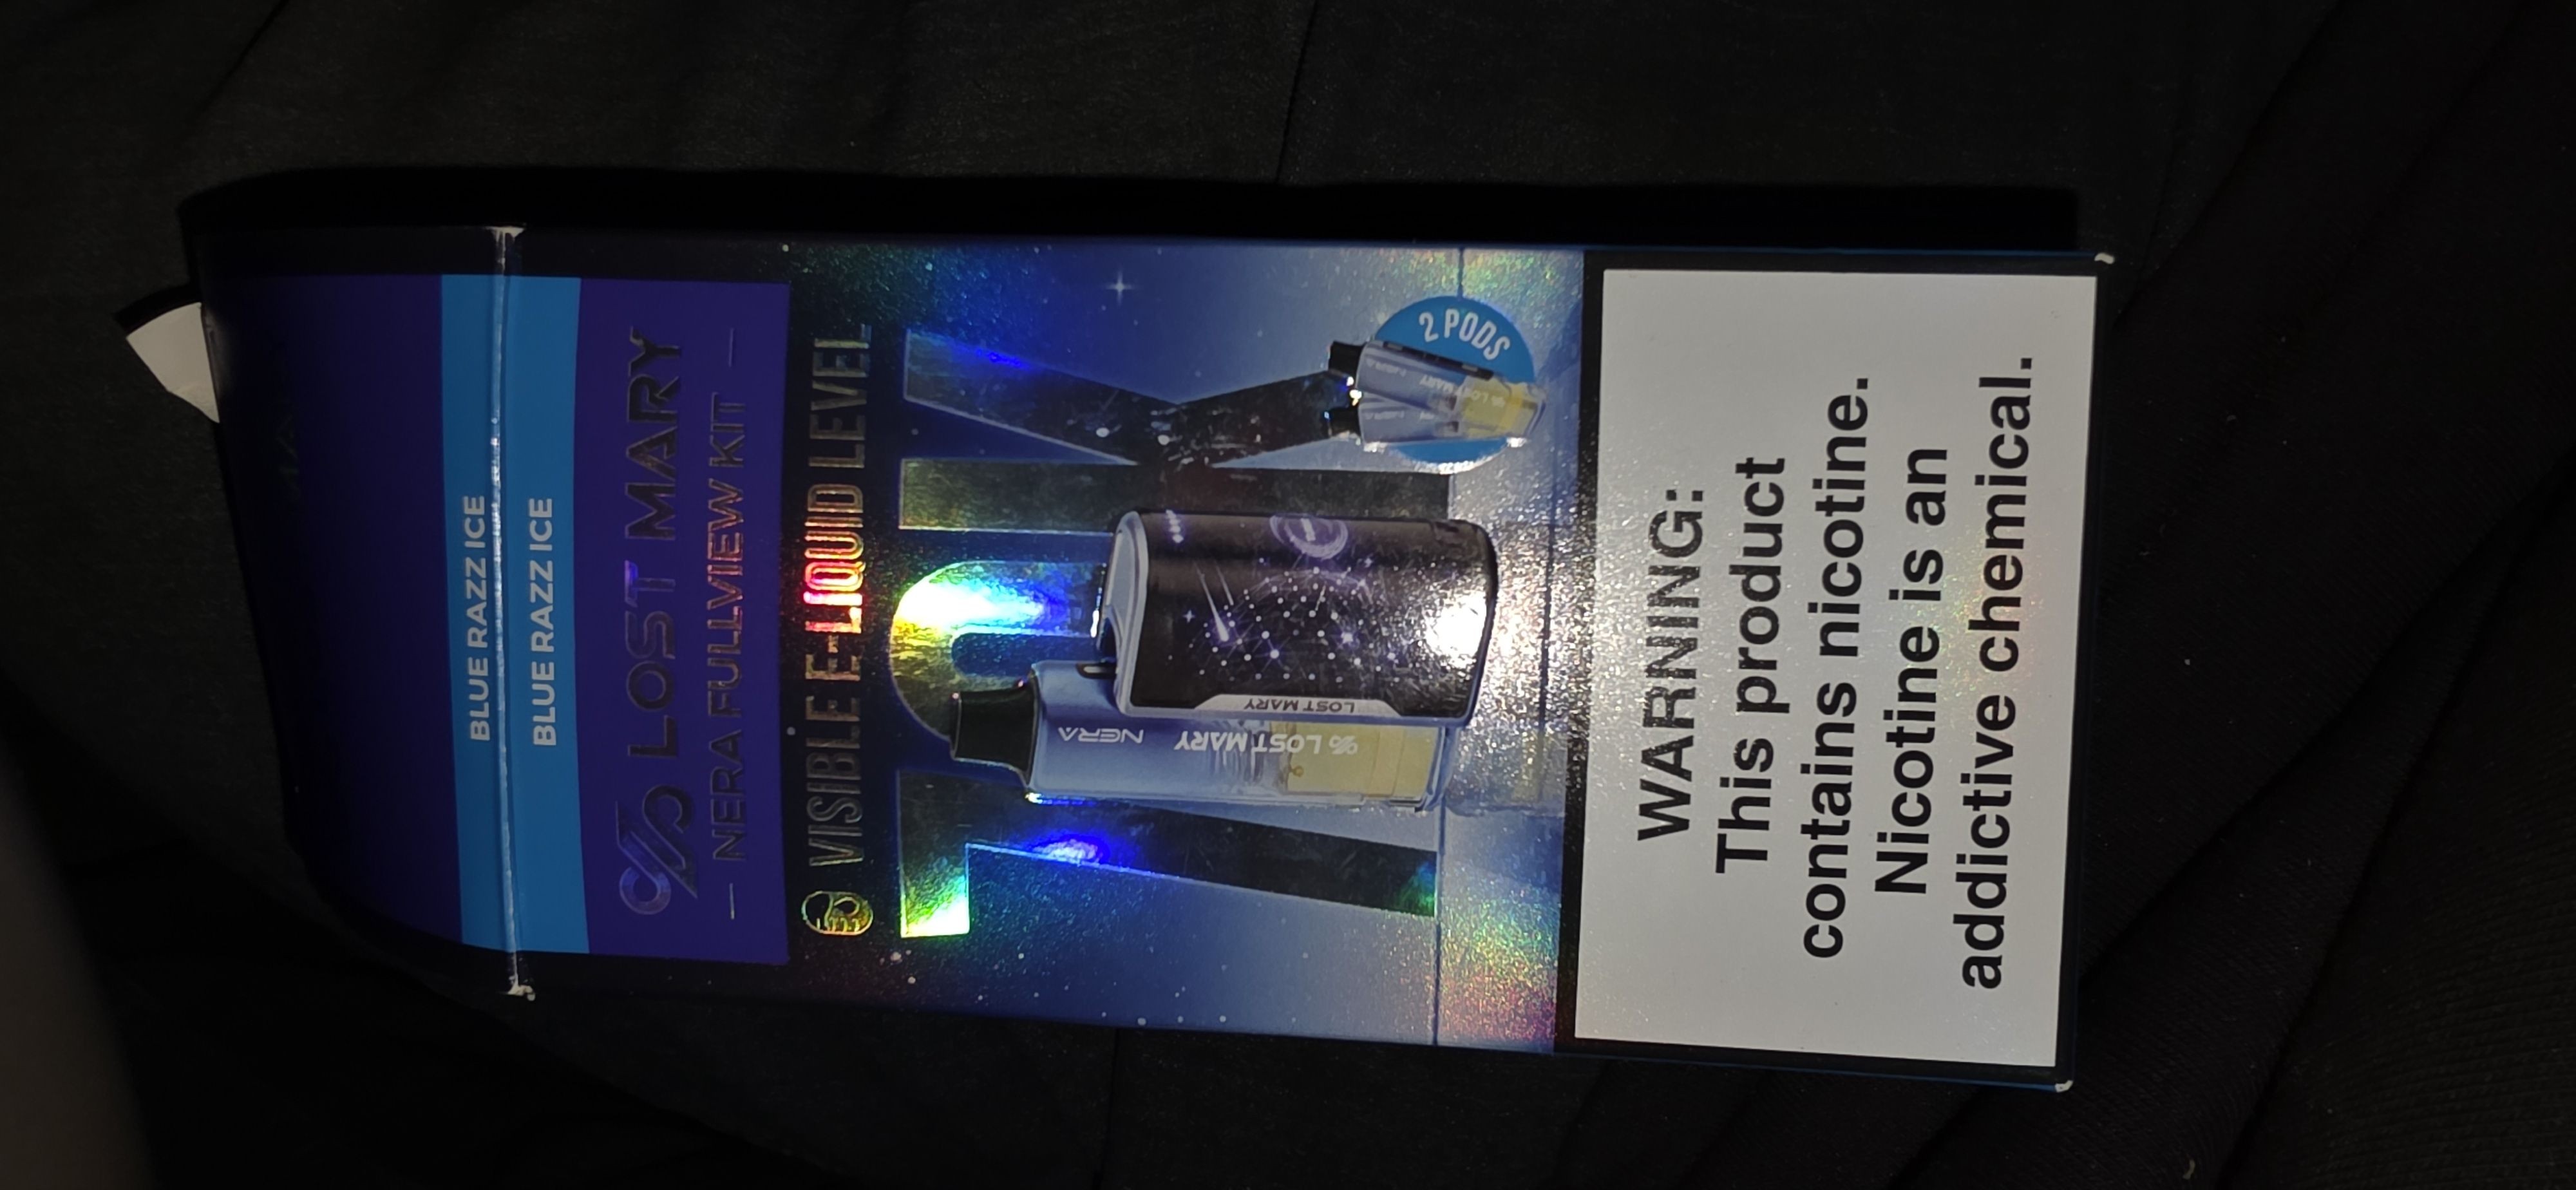 BLUE RAZZ ICE
BLUE RAZZ ICE
LOST MARY
— NERA FULLVIEW KIT —
VISIBLE E-LIQUID LEVEL
70K
2 PODS
NERA
LOST MARY
LOST MARY
WARNING:
This product
contains nicotine.
Nicotine is an
addictive chemical.